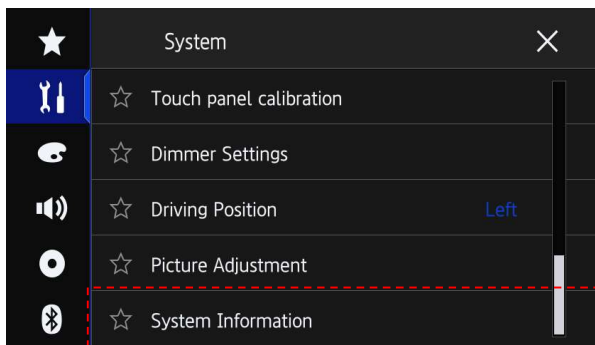 System
Touch panel calibration
Dimmer Settings
Driving Position Left
Picture Adjustment
System Information